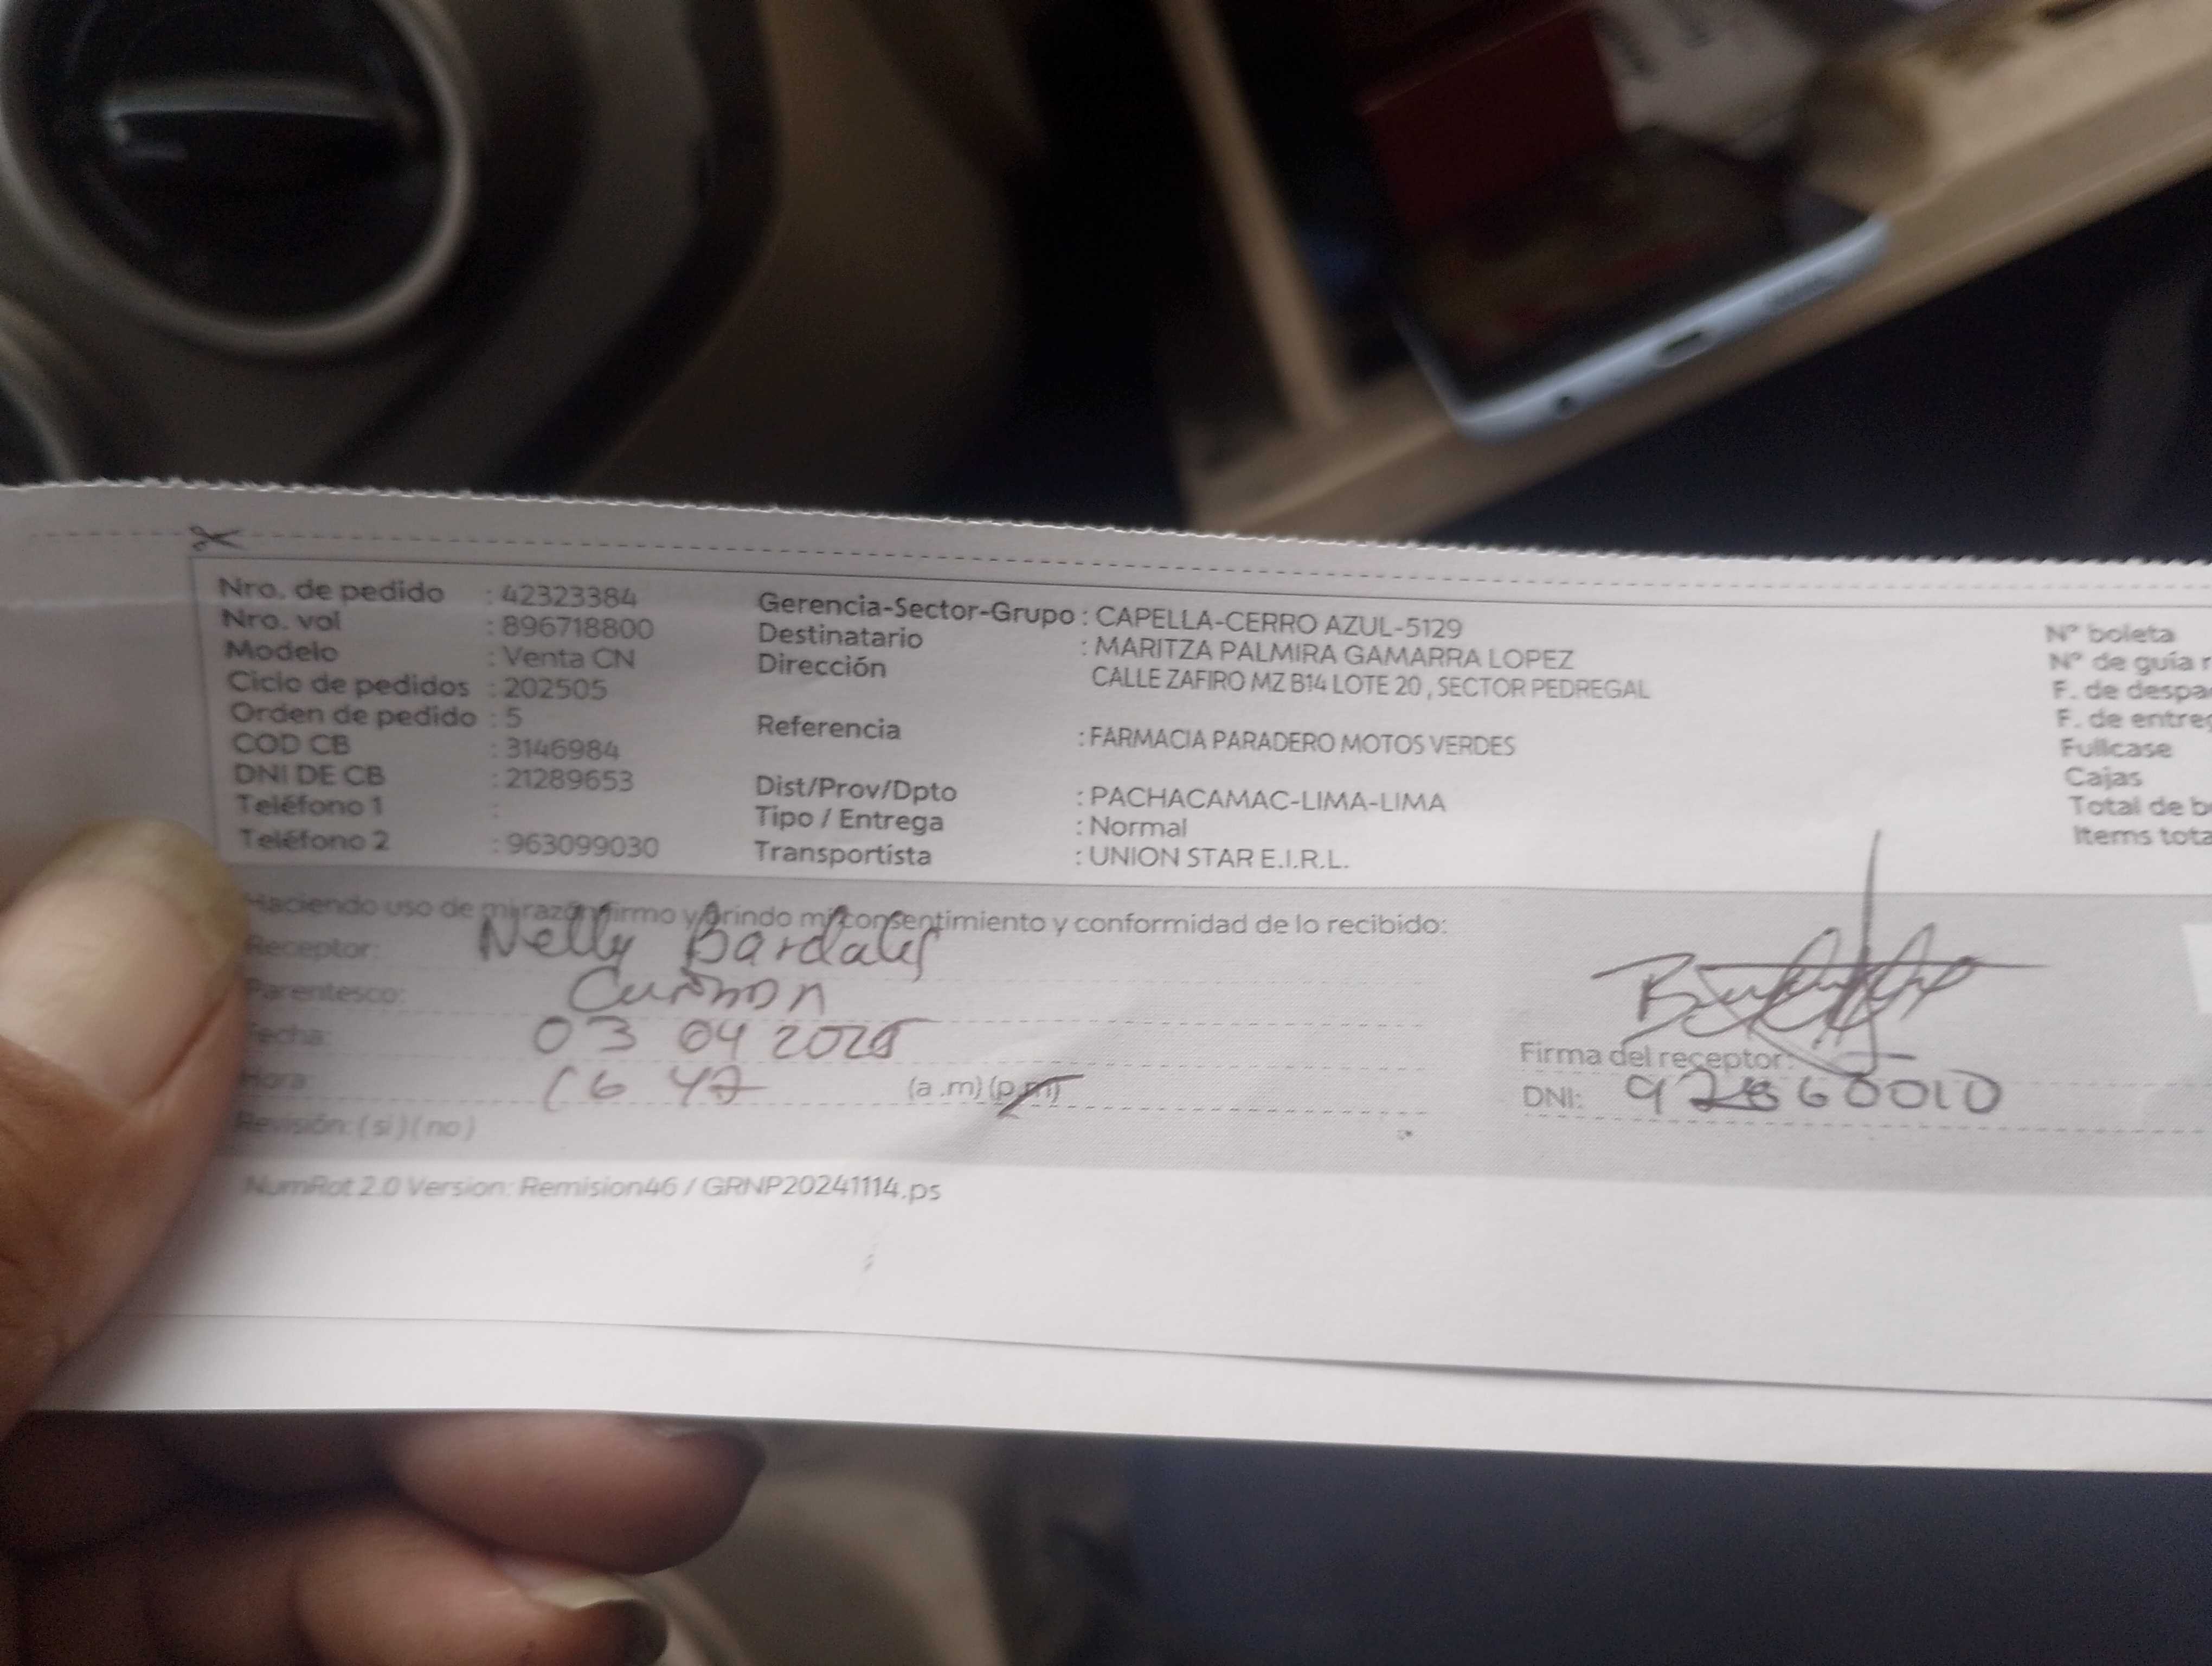 Nro. de pedido : 42323384
Nro. vol : 896718800
Modelo : Venta CN
Ciclo de pedidos : 202505
Orden de pedido : 5
COD CB : 3146984
DNI DE CB : 21289653
Teléfono 1 :
Teléfono 2 : 963099030
Gerencia-Sector-Grupo : CAPELLA-CERRO AZUL-5129
Destinatario : MARITZA PALMIRA GAMARRA LOPEZ
Dirección CALLE ZAFIRO MZ B14 LOTE 20 , SECTOR PEDREGAL
Referencia : FARMACIA PARADERO MOTOS VERDES
Dist/Prov/Dpto : PACHACAMAC-LIMA-LIMA
Tipo / Entrega : Normal
Transportista : UNION STAR E.I.R.L.
N° boleta
N° de guía r
F. de despa
F. de entreg
Fullcase
Cajas
Total de b
Items tota
Haciendo uso de mi razón firmo y brindo mi consentimiento y conformidad de lo recibido:
Receptor: Nelly Bardales
Parentesco:
Fecha: 03 04 2025
Hora: 16 47 (a.m) (p.m)
Revisión: ( si ) ( no )
Firma del receptor:
DNI:
NumRot 2.0 Version: Remision46 / GRNP20241114.ps